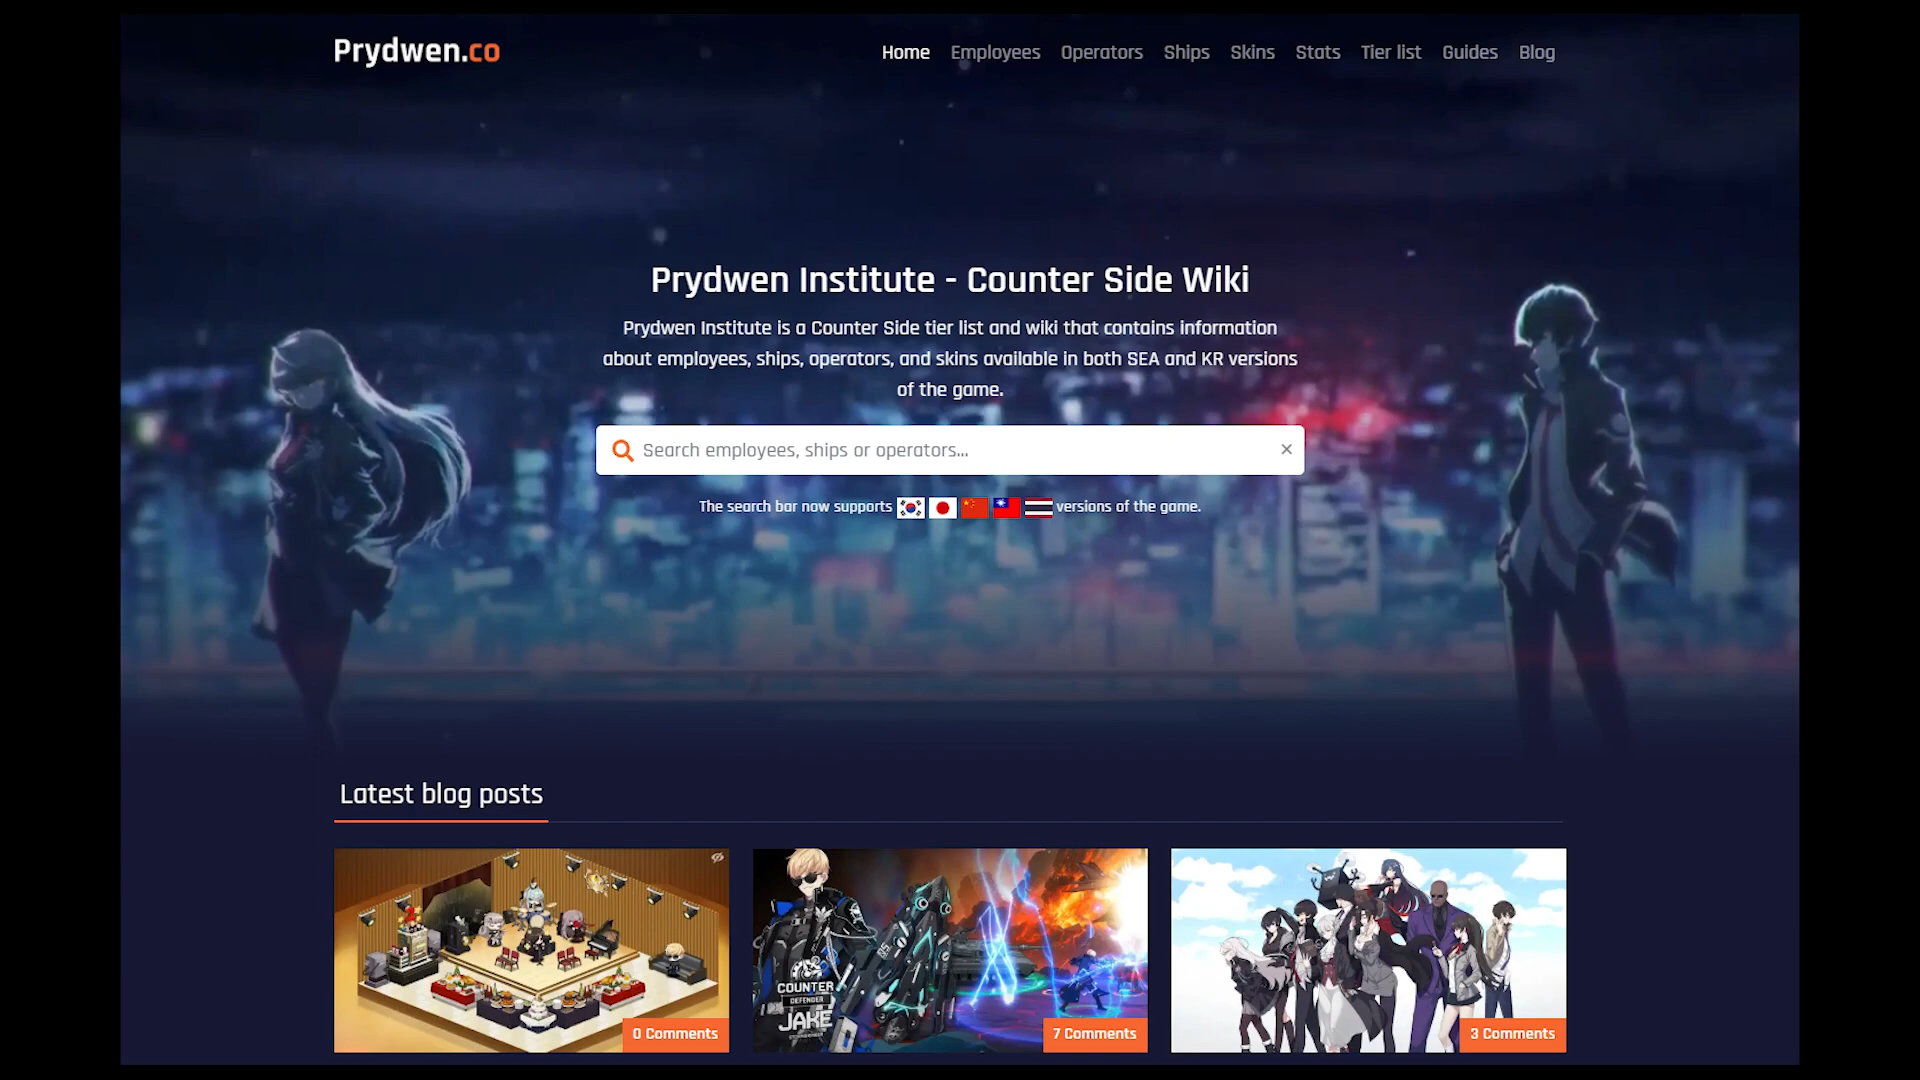 Prydwen.co
Home Employees Operators Ships Skins Stats Tier list Guides Blog
Prydwen Institute - Counter Side Wiki
Prydwen Institute is a Counter Side tier list and wiki that contains information
about employees, ships, operators, and skins available in both SEA and KR versions
of the game.
Search employees, ships or operators...
The search bar now supports versions of the game.
Latest blog posts
COUNTER
DEFENDER
JAKE
0 Comments
7 Comments
3 Comments